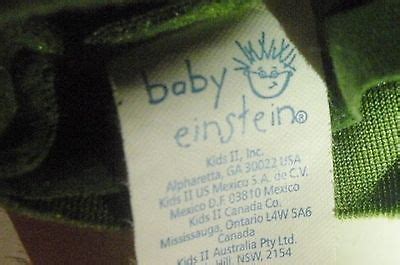 baby
einstein®
Kids II, Inc.
Alpharetta, GA 30022 USA
Kids II US Mexico S.A. de C.V.
Mexico D.F. 03810 Mexico
Kids II Canada Co.
Mississauga, Ontario L4W 5A6
Canada
Kids II Australia Pty Ltd.
Hill, NSW, 2154